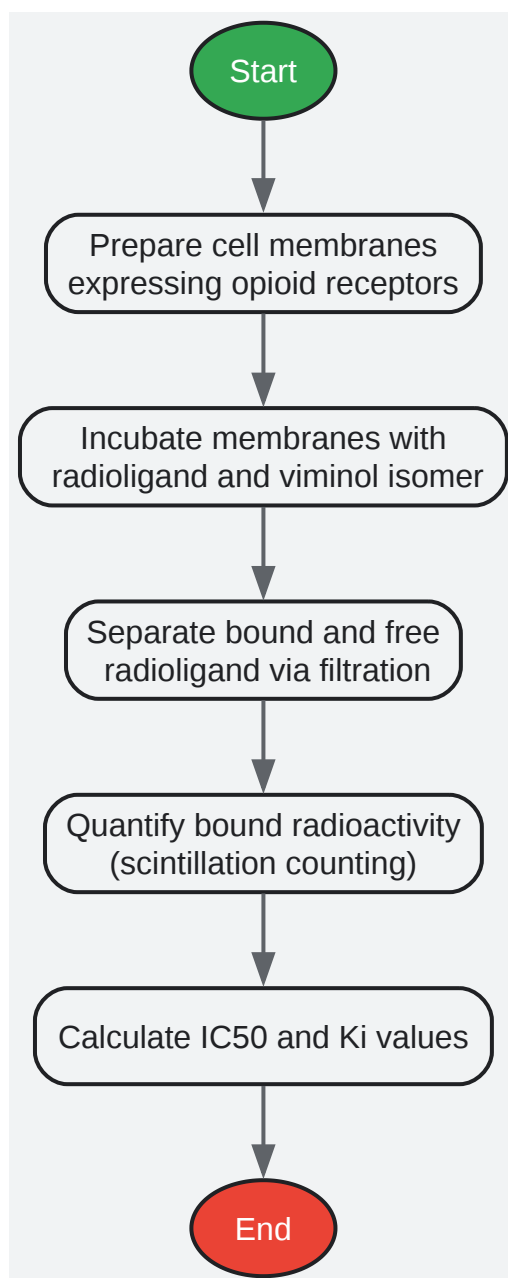 Start
Prepare cell membranes
expressing opioid receptors
Incubate membranes with
radioligand and viminol isomer
Separate bound and free
radioligand via filtration
Quantify bound radioactivity
(scintillation counting)
Calculate IC50 and Ki values
End